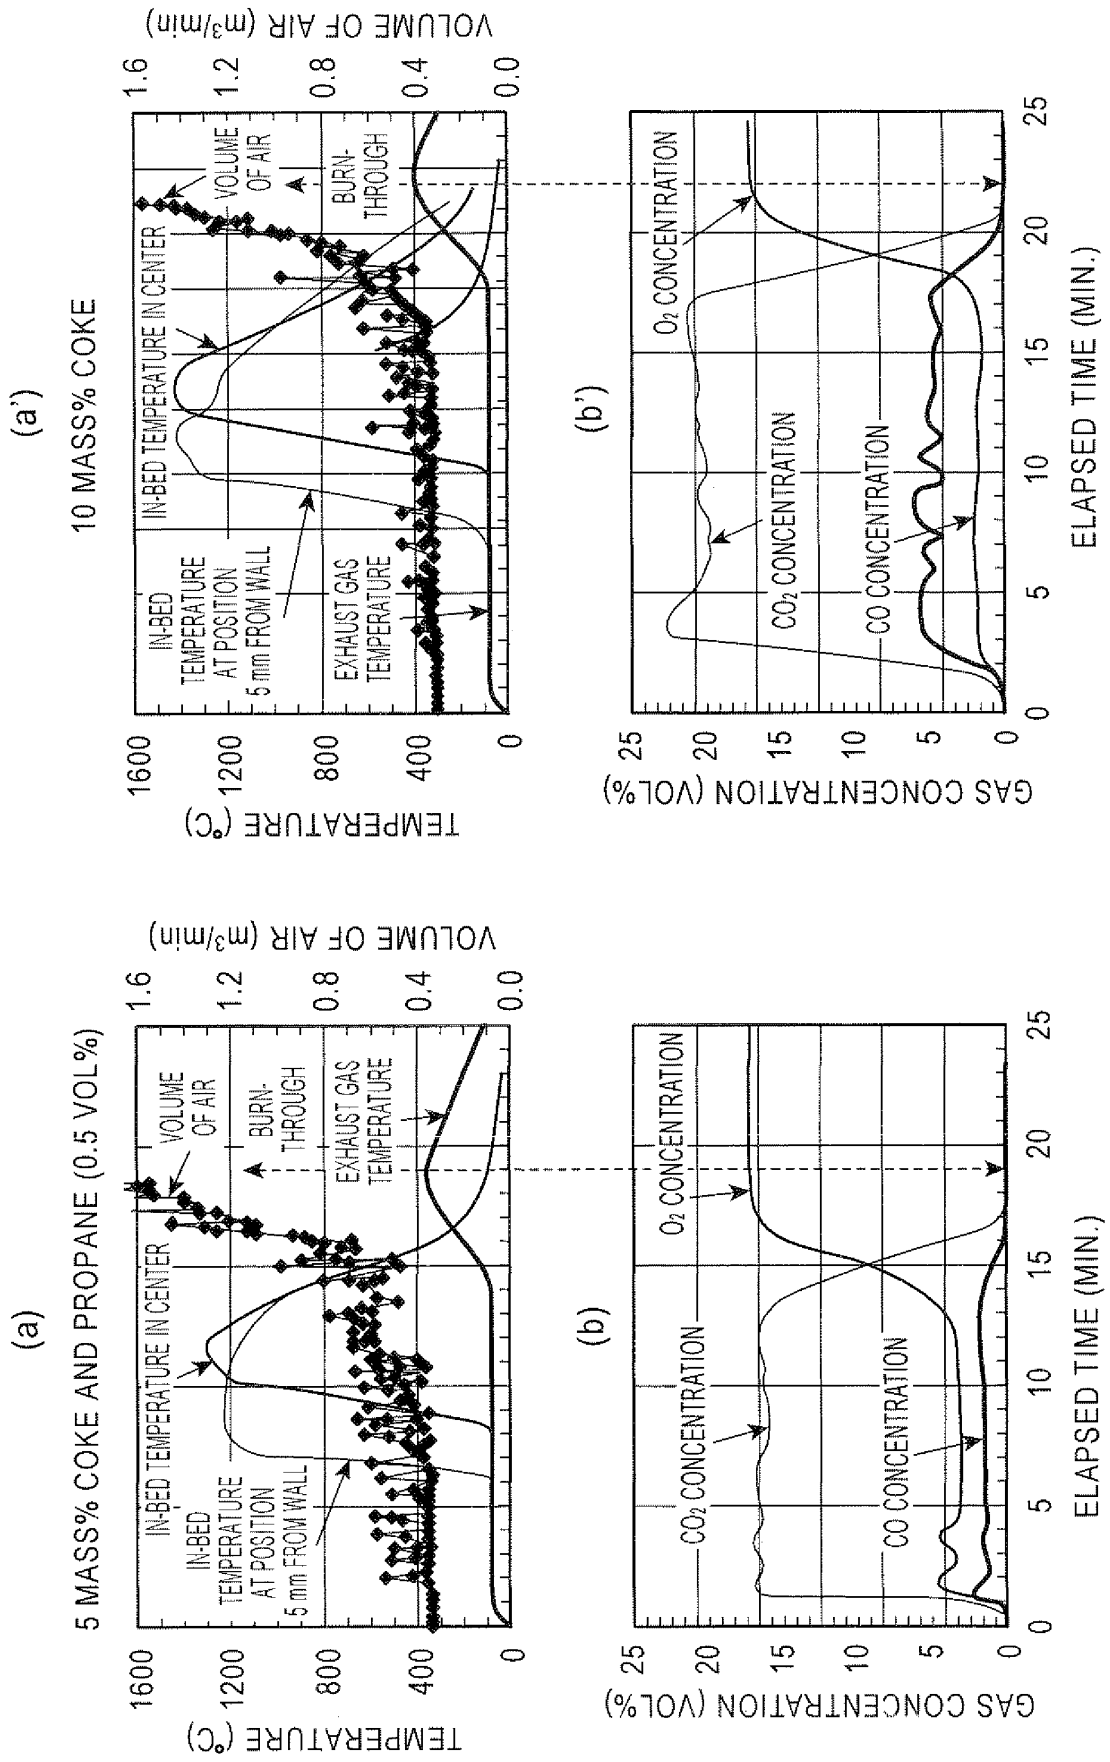 5 MASS% COKE AND PROPANE (0.5 VOL%)
(a)
TEMPERATURE (°C)
1600
1200
800
400
0
VOLUME OF AIR (m³/min)
1.6
1.2
0.8
0.4
0.0
IN-BED TEMPERATURE IN CENTER
IN-BED
TEMPERATURE
AT POSITION
5 mm FROM WALL
VOLUME
OF AIR
BURN-
THROUGH
EXHAUST GAS
TEMPERATURE
(b)
GAS CONCENTRATION (VOL%)
25
20
15
10
5
0
CO₂ CONCENTRATION
O₂ CONCENTRATION
CO CONCENTRATION
0
5
10
15
20
25
ELAPSED TIME (MIN.)
10 MASS% COKE
(a')
TEMPERATURE (°C)
1600
1200
800
400
0
VOLUME OF AIR (m³/min)
1.6
1.2
0.8
0.4
0.0
IN-BED TEMPERATURE IN CENTER
IN-BED
TEMPERATURE
AT POSITION
5 mm FROM WALL
EXHAUST GAS
TEMPERATURE
VOLUME
OF AIR
BURN-
THROUGH
(b')
GAS CONCENTRATION (VOL%)
25
20
15
10
5
0
O₂ CONCENTRATION
CO₂ CONCENTRATION
CO CONCENTRATION
0
5
10
15
20
25
ELAPSED TIME (MIN.)